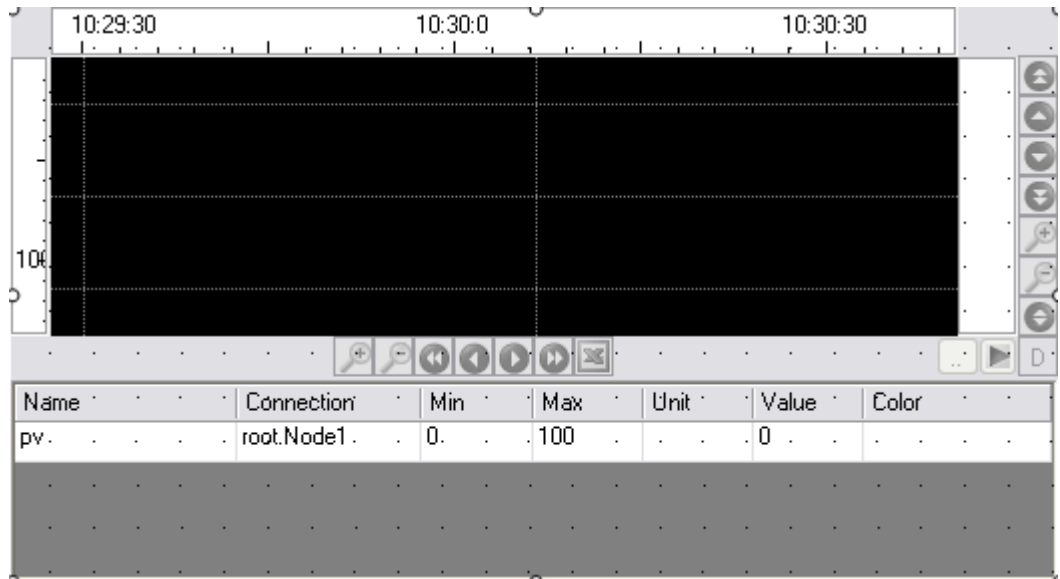 10:29:30 10:30:0 10:30:30
100
.. D
Name Connection Min Max Unit Value Color
pv root.Node1 0 100 0